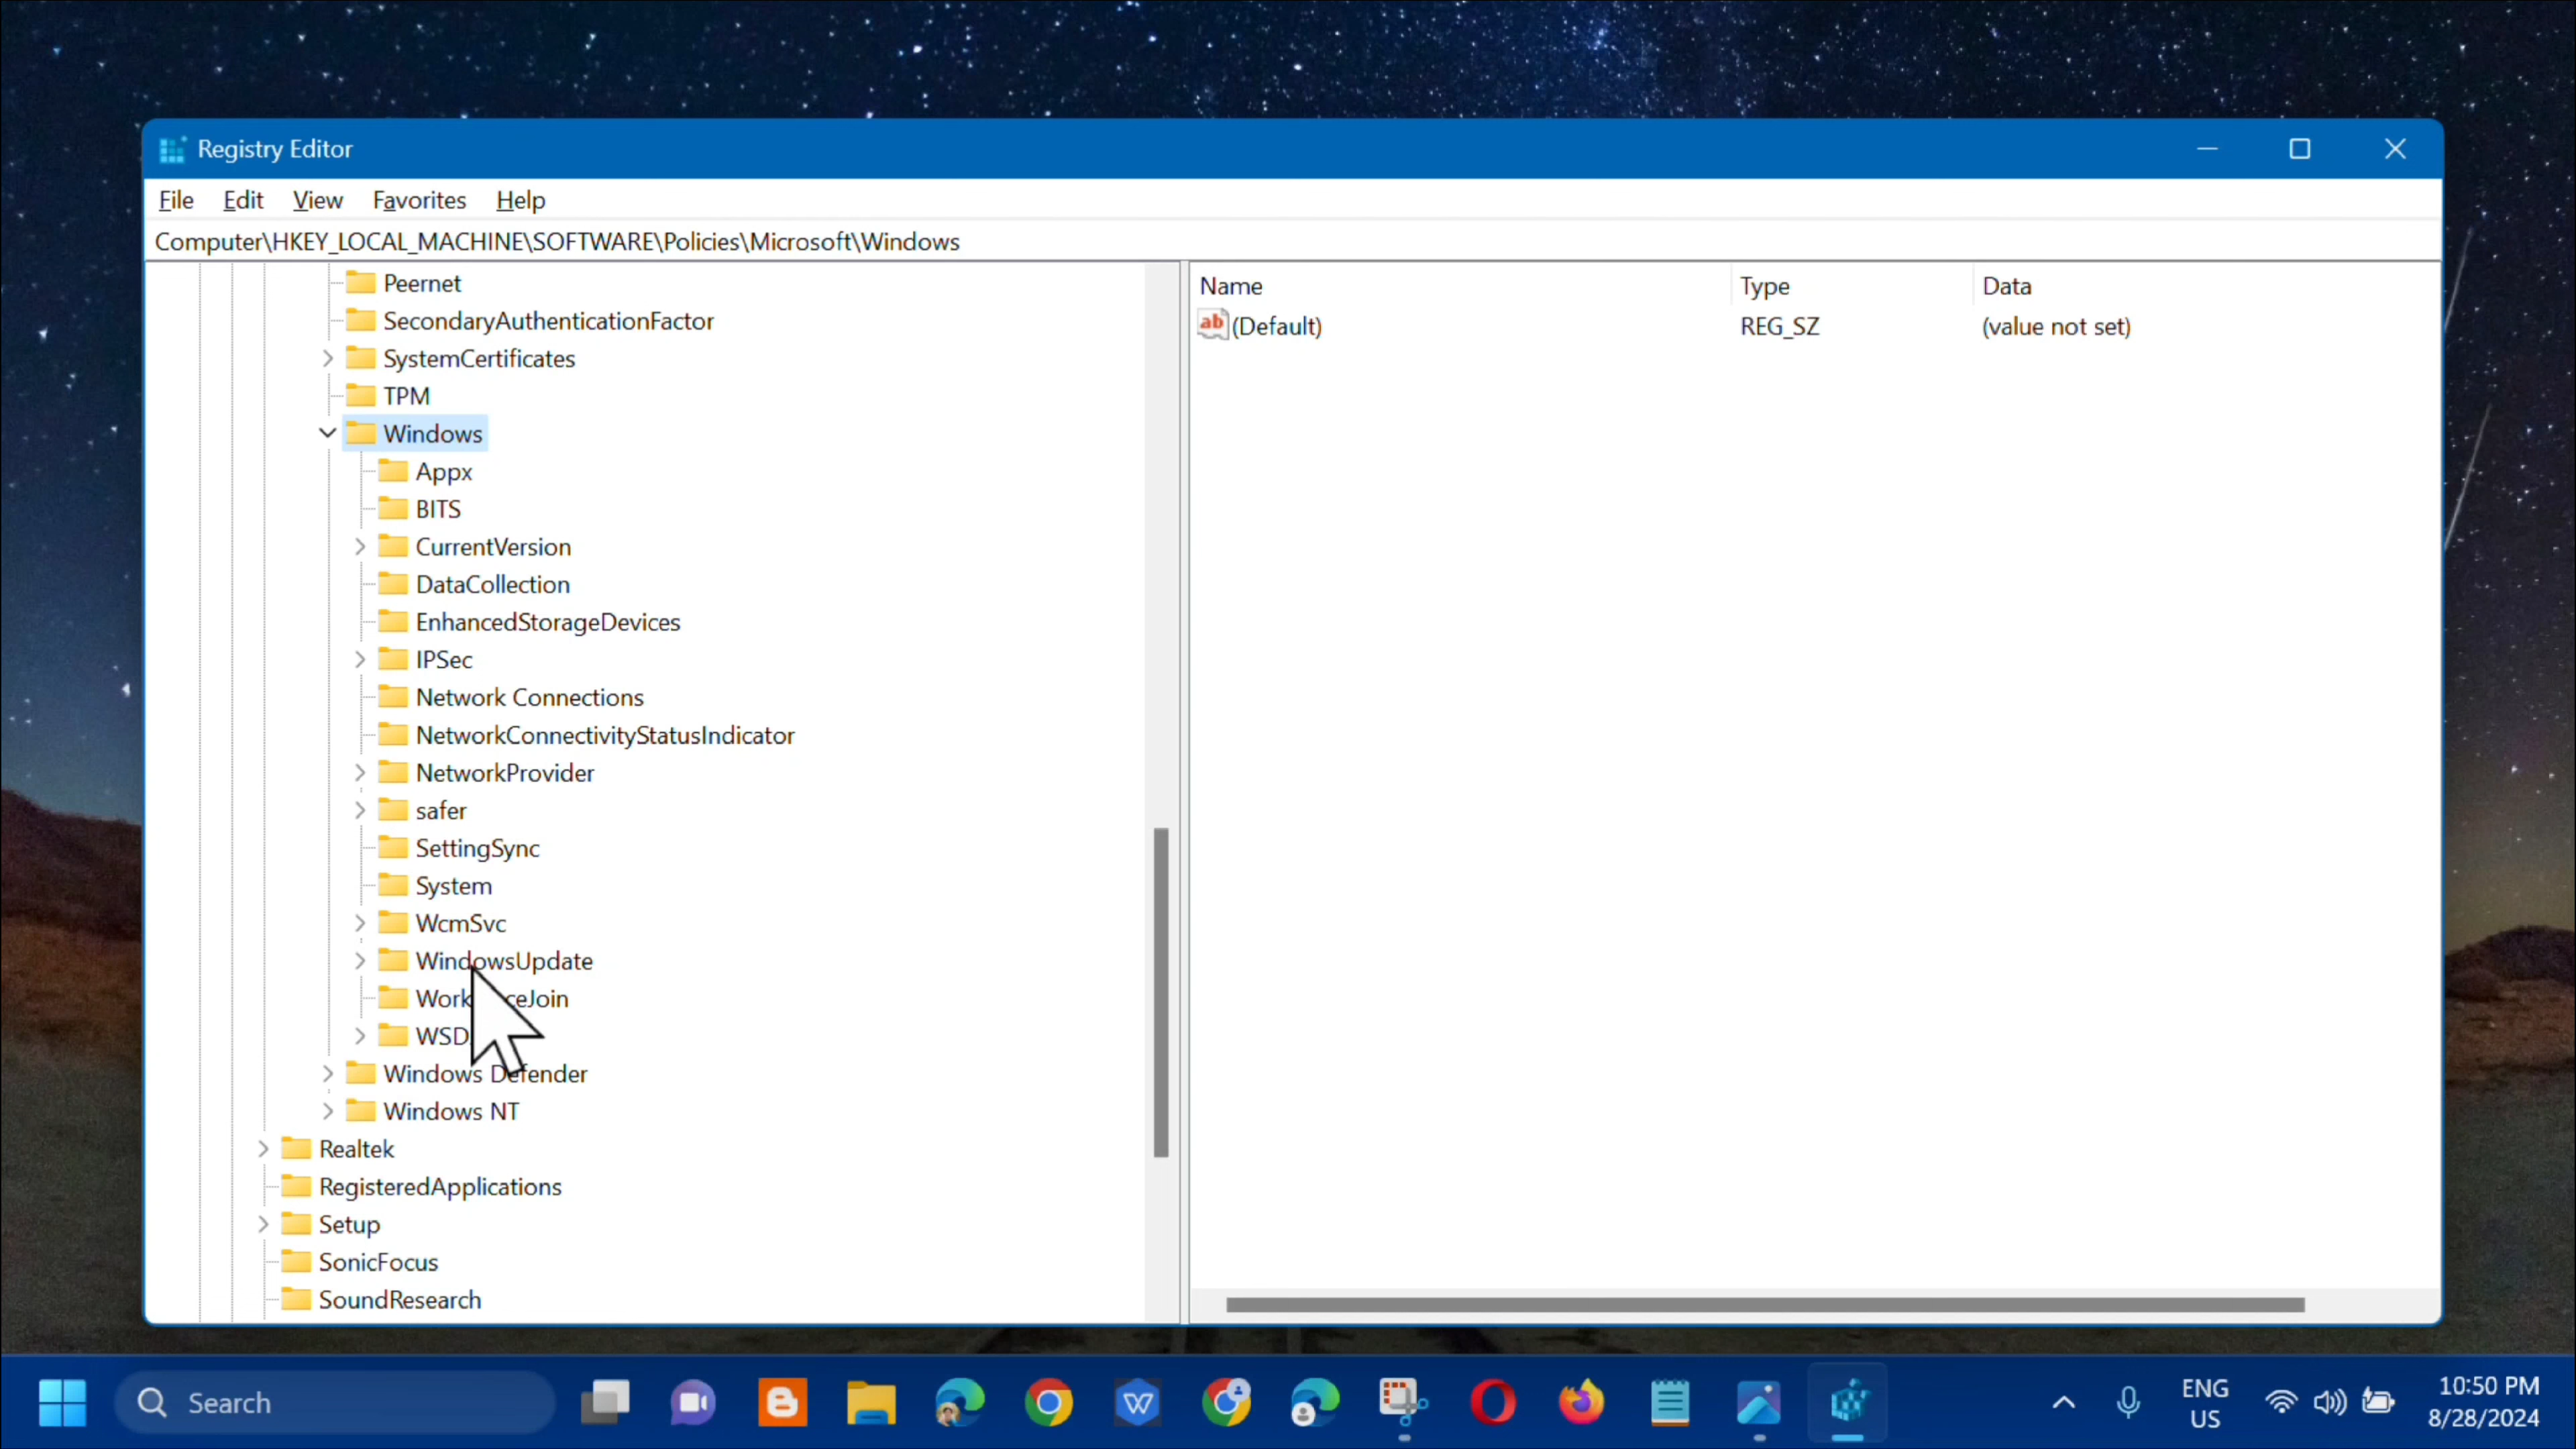 Registry Editor
File Edit View Favorites Help
Computer\HKEY_LOCAL_MACHINE\SOFTWARE\Policies\Microsoft\Windows
Name Type Data
(Default) REG_SZ (value not set)
Peernet
SecondaryAuthenticationFactor
SystemCertificates
TPM
Windows
Appx
BITS
CurrentVersion
DataCollection
EnhancedStorageDevices
IPSec
Network Connections
NetworkConnectivityStatusIndicator
NetworkProvider
safer
SettingSync
System
WcmSvc
WindowsUpdate
WSD
Windows Defender
Windows NT
Realtek
RegisteredApplications
Setup
SonicFocus
SoundResearch
Search
ENG
US
10:50 PM
8/28/2024